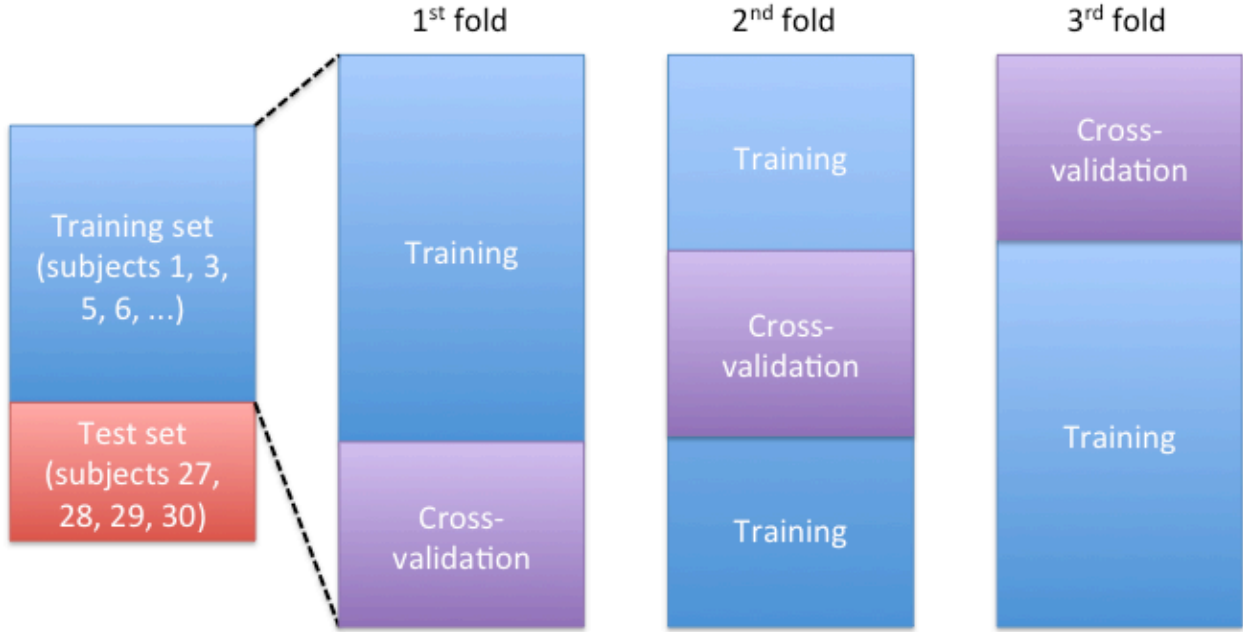 1st fold
2nd fold
3rd fold
Training set
(subjects 1, 3,
5, 6, ...)
Test set
(subjects 27,
28, 29, 30)
Training
Cross-
validation
Training
Cross-
validation
Training
Cross-
validation
Training